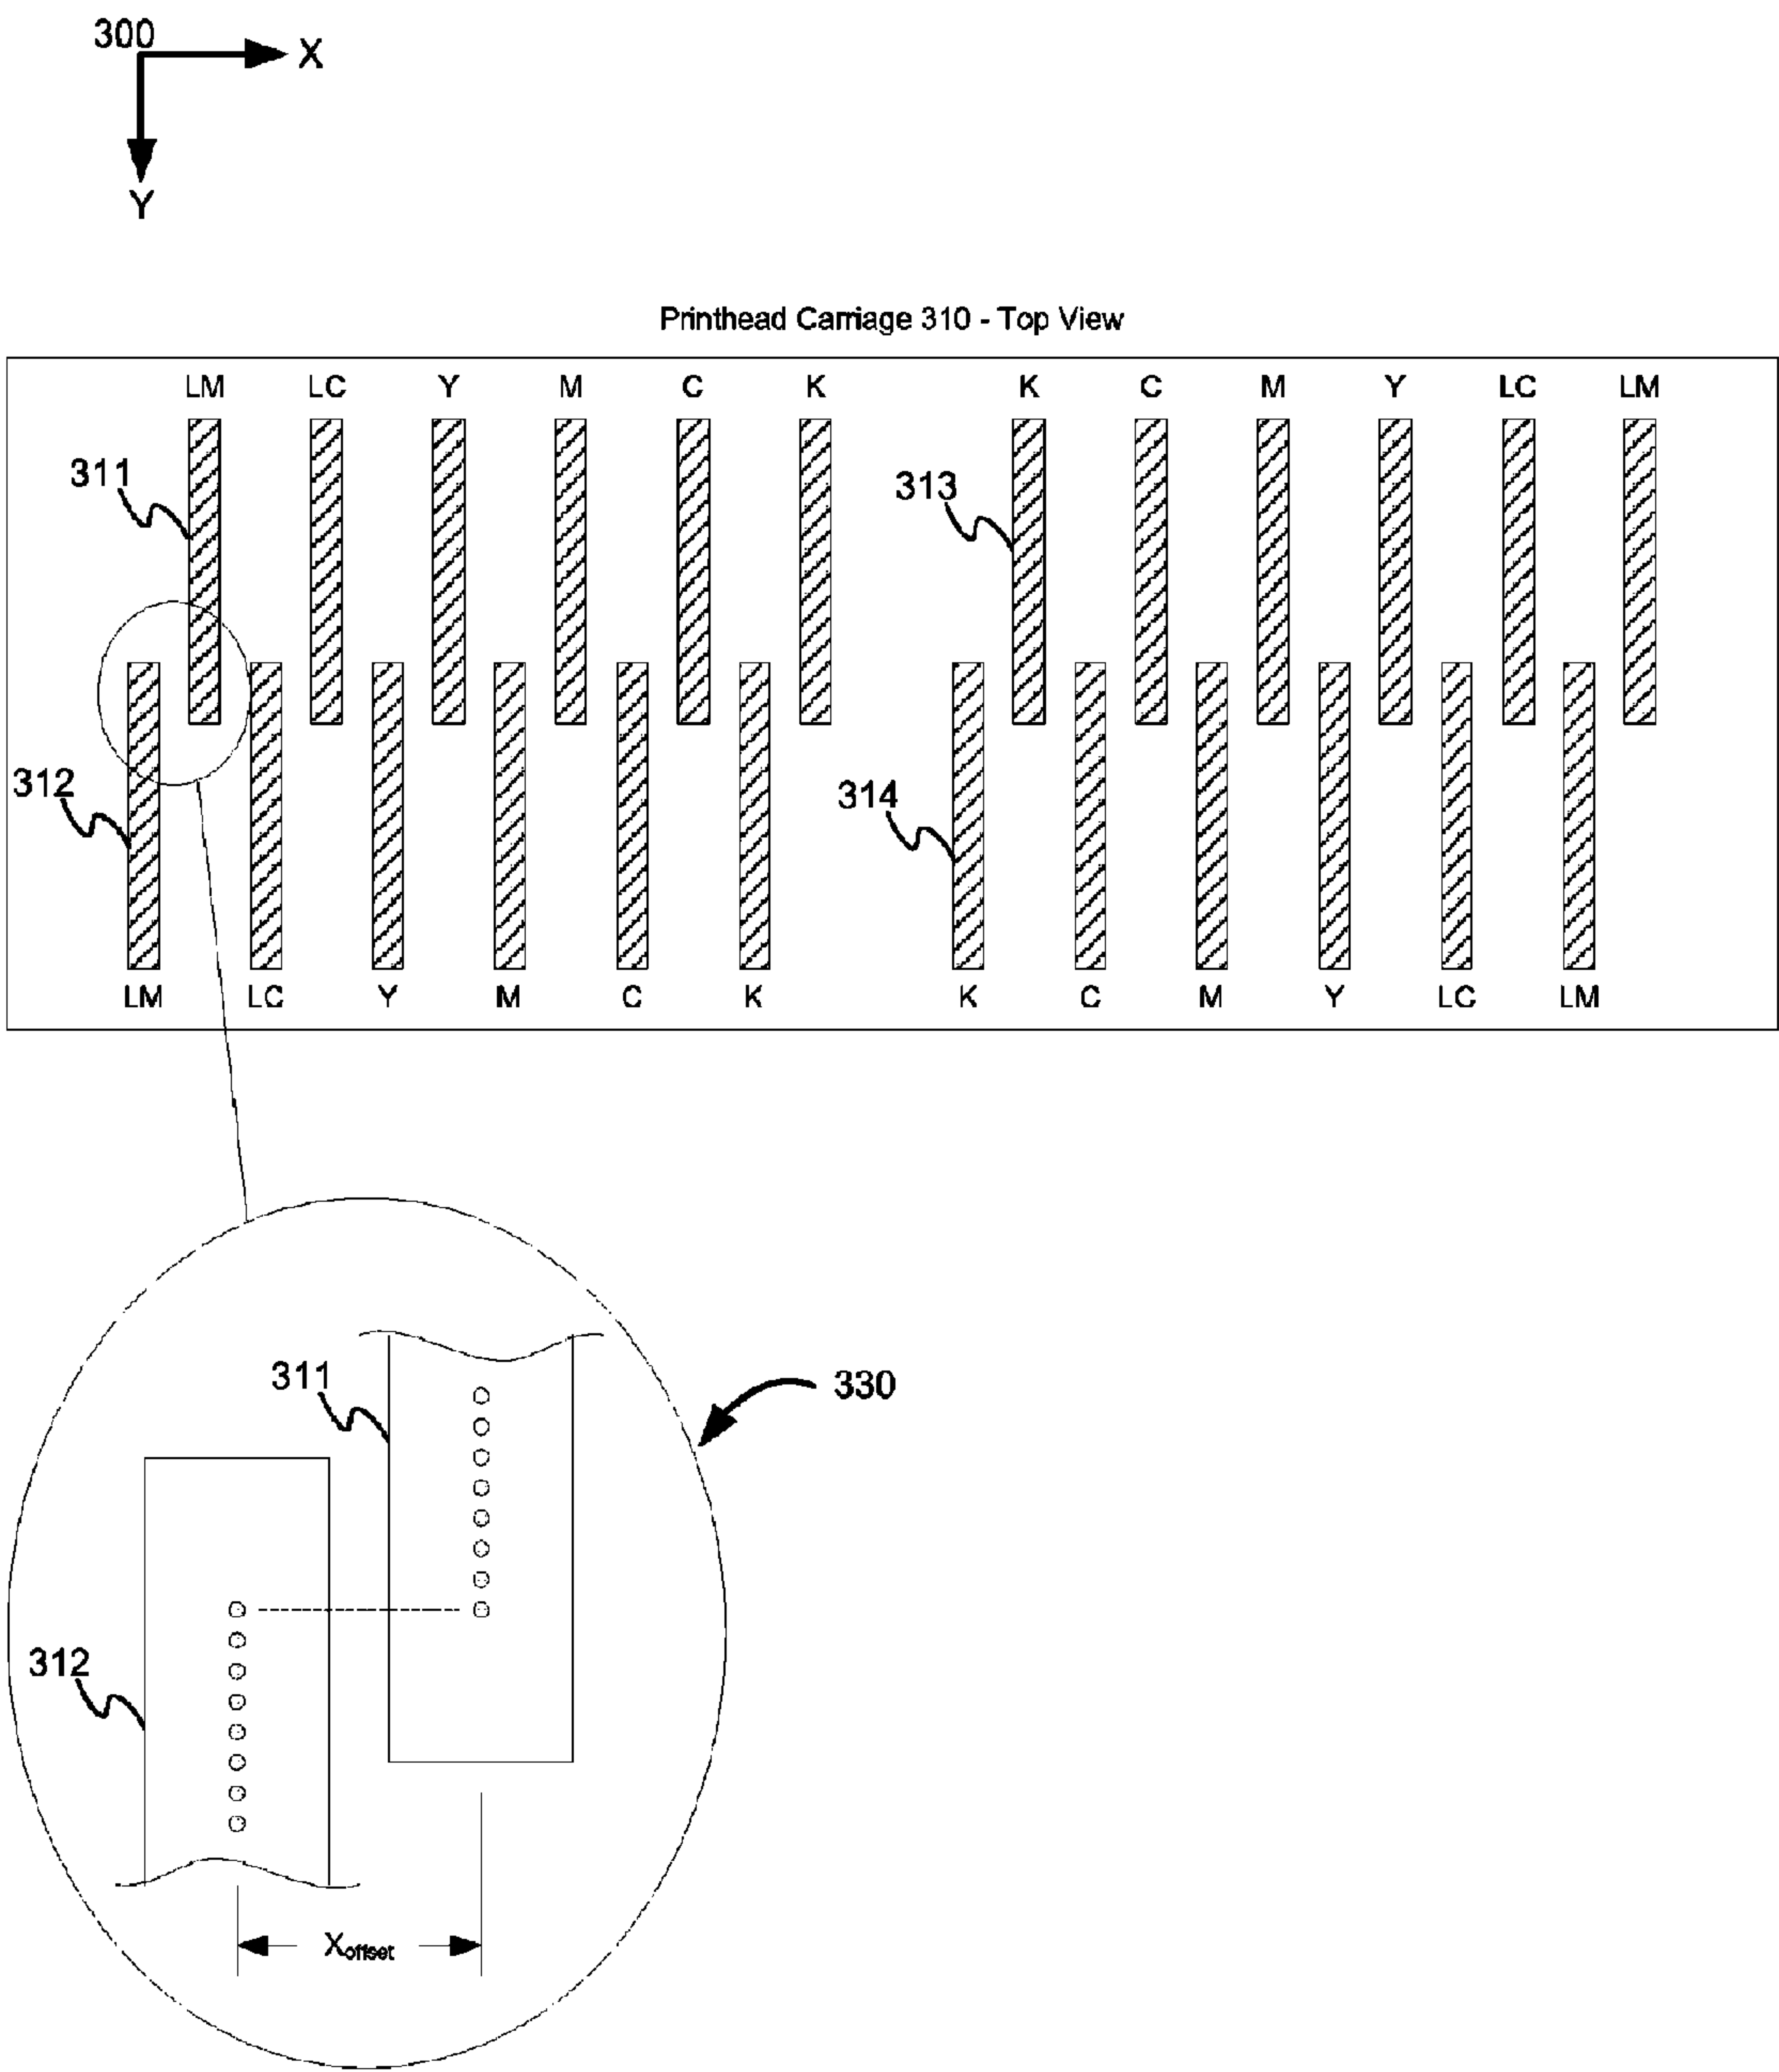 300
X
Y
Printhead Carriage 310 - Top View
LM LC Y M C K K C M Y LC LM
311
313
312
314
LM LC Y M C K K C M Y LC LM
311
330
312
Xoffset